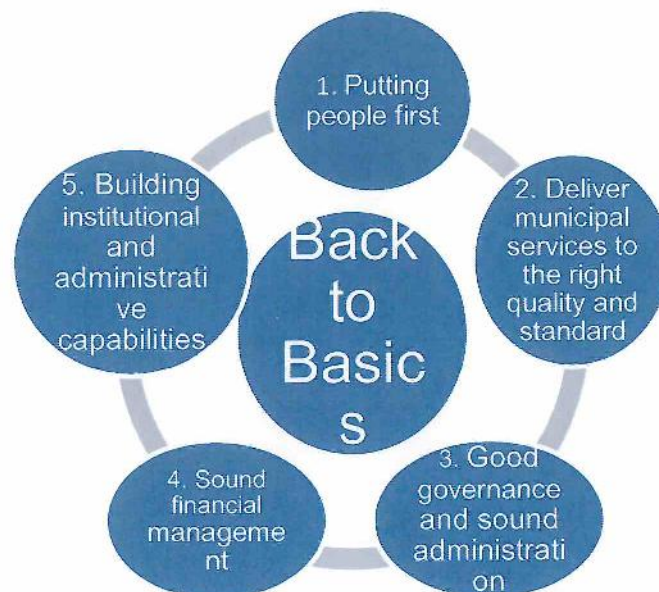 1. Putting
people first
2. Deliver
municipal
services to
the right
quality and
standard
3. Good
governance
and sound
administrati
on
4. Sound
financial
manageme
nt
5. Building
institutional
and
administrati
ve
capabilities
Back
to
Basic
s